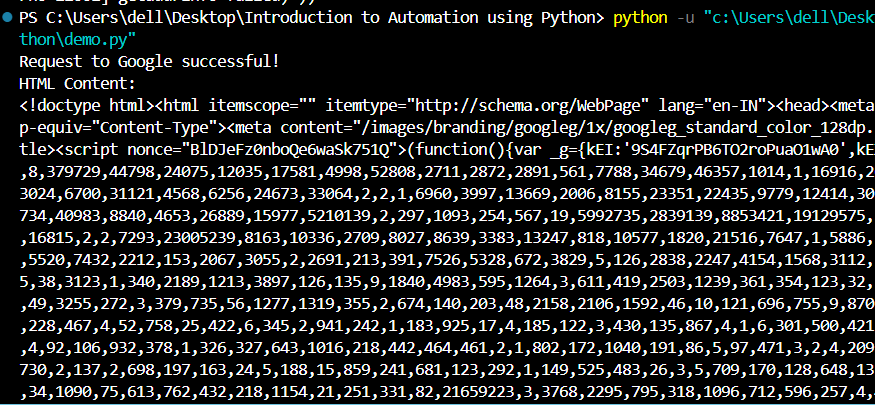 PS C:\Users\dell\Desktop\Introduction to Automation using Python> python -u "c:\Users\dell\Desk
thon\demo.py"
Request to Google successful!
HTML Content:
<!doctype html><html itemscope="" itemtype="http://schema.org/WebPage" lang="en-IN"><head><meta
p-equiv="Content-Type"><meta content="/images/branding/googleg/1x/googleg_standard_color_128dp.
tle><script nonce="BlDJeFz0nboQe6waSk751Q">(function(){var _g={kEI:'9S4FZqrPB6TO2roPuaO1wA0',kE
,8,379729,44798,24075,12035,17581,4998,52808,2711,2872,2891,561,7788,34679,46357,1014,1,16916,2
3024,6700,31121,4568,6256,24673,33064,2,2,1,6960,3997,13669,2006,8155,23351,22435,9779,12414,30
734,40983,8840,4653,26889,15977,5210139,2,297,1093,254,567,19,5992735,2839139,8853421,19129575,
,16815,2,2,7293,23005239,8163,10336,2709,8027,8639,3383,13247,818,10577,1820,21516,7647,1,5886,
,5520,7432,2212,153,2067,3055,2,2691,213,391,7526,5328,672,3829,5,126,2838,2247,4154,1568,3112,
5,38,3123,1,340,2189,1213,3897,126,135,9,1840,4983,595,1264,3,611,419,2503,1239,361,354,123,32,
,49,3255,272,3,379,735,56,1277,1319,355,2,674,140,203,48,2158,2106,1592,46,10,121,696,755,9,870
,228,467,4,52,758,25,422,6,345,2,941,242,1,183,925,17,4,185,122,3,430,135,867,4,1,6,301,500,421
,4,92,106,932,378,1,326,327,643,1016,218,442,464,461,2,1,802,172,1040,191,86,5,97,471,3,2,4,209
730,2,137,2,698,197,163,24,5,188,15,859,241,681,123,292,1,149,525,483,26,3,5,709,170,128,648,13
,34,1090,75,613,762,432,218,1154,21,251,331,82,21659223,3,3768,2295,795,318,1096,712,596,257,4,